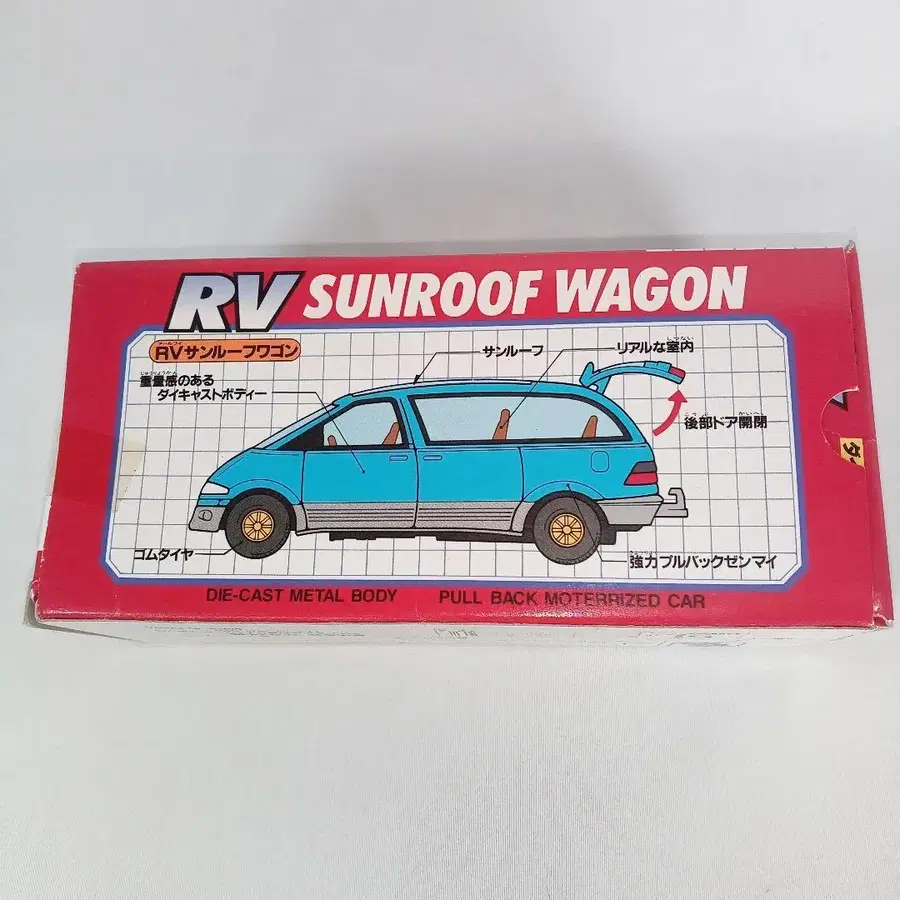 RV SUNROOF WAGON
RVサンルーフワゴン
サンルーフ
リアルな室内
重量感のある
ダイキャストボディー
後部ドア開閉
ゴムタイヤ
強力プルバックゼンマイ
DIE-CAST METAL BODY PULL BACK MOTERRIZED CAR